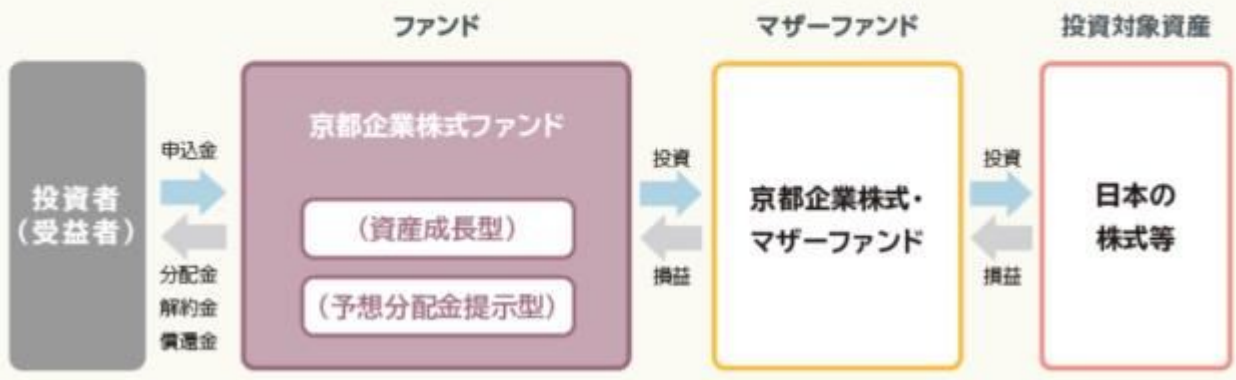 ファンド
マザーファンド
投資対象資産
投資者
(受益者)
申込金
分配金
解約金
償還金
京都企業株式ファンド
(資産成長型)
(予想分配金提示型)
投資
損益
京都企業株式・
マザーファンド
投資
損益
日本の
株式等